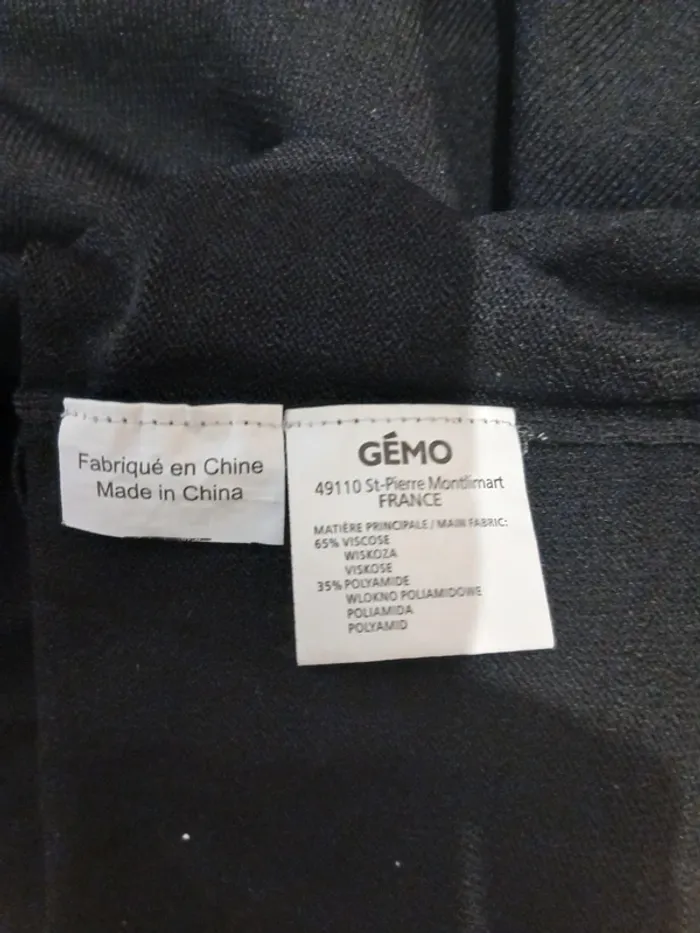 Fabriqué en Chine
Made in China
GÉMO
49110 St-Pierre Montlimart
FRANCE
MATIÈRE PRINCIPALE / MAIN FABRIC:
65% VISCOSE
WISKOZA
VISKOSE
35% POLYAMIDE
WLOKNO POLIAMIDOWE
POLIAMIDA
POLYAMID